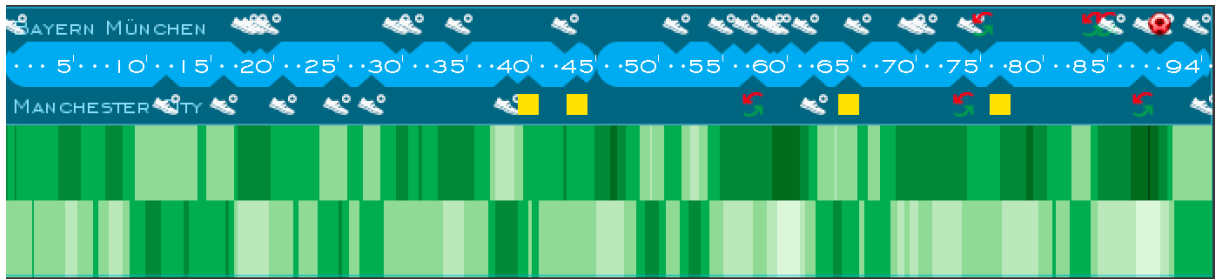 BAYERN MÜNCHEN
5' 10' 15' 20' 25' 30' 35' 40' 45' 50' 55' 60' 65' 70' 75' 80' 85' 94'
MANCHESTER CITY